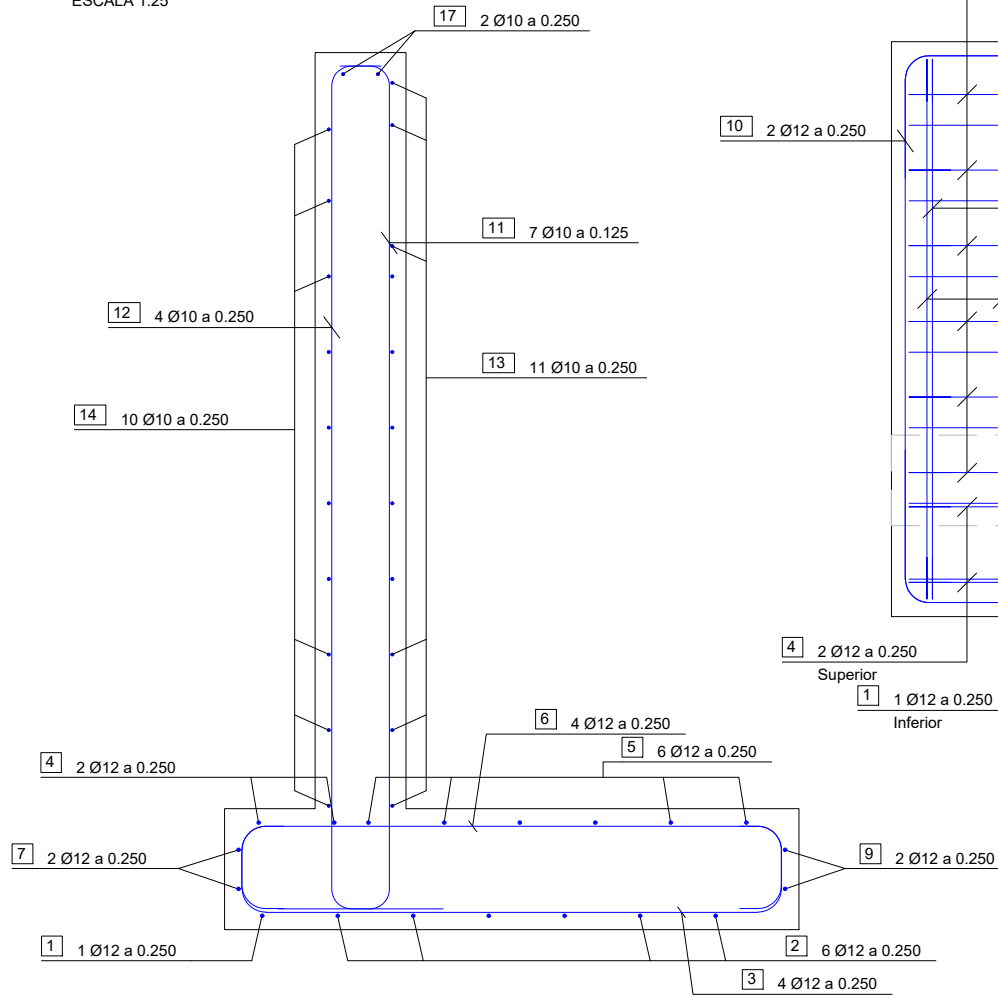 ESCALA 1:25
17 2 Ø10 a 0.250
10 2 Ø12 a 0.250
11 7 Ø10 a 0.125
12 4 Ø10 a 0.250
13 11 Ø10 a 0.250
14 10 Ø10 a 0.250
4 2 Ø12 a 0.250
Superior
1 1 Ø12 a 0.250
Inferior
6 4 Ø12 a 0.250
5 6 Ø12 a 0.250
4 2 Ø12 a 0.250
7 2 Ø12 a 0.250
9 2 Ø12 a 0.250
1 1 Ø12 a 0.250
2 6 Ø12 a 0.250
3 4 Ø12 a 0.250